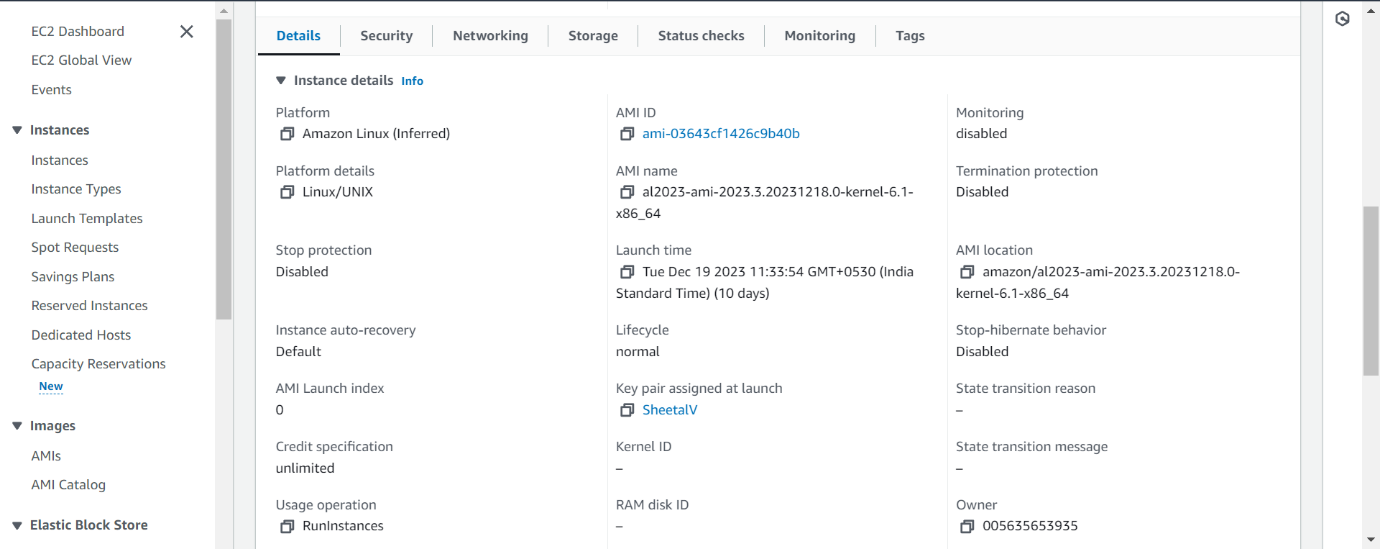 EC2 Dashboard
EC2 Global View
Events
Instances
Instances
Instance Types
Launch Templates
Spot Requests
Savings Plans
Reserved Instances
Dedicated Hosts
Capacity Reservations
New
Images
AMIs
AMI Catalog
Elastic Block Store
Details
Security
Networking
Storage
Status checks
Monitoring
Tags
Instance details Info
Platform
Amazon Linux (Inferred)
AMI ID
ami-03643cf1426c9b40b
Monitoring
disabled
Platform details
Linux/UNIX
AMI name
al2023-ami-2023.3.20231218.0-kernel-6.1-
x86_64
Termination protection
Disabled
Stop protection
Disabled
Launch time
Tue Dec 19 2023 11:33:54 GMT+0530 (India
Standard Time) (10 days)
AMI location
amazon/al2023-ami-2023.3.20231218.0-
kernel-6.1-x86_64
Instance auto-recovery
Default
Lifecycle
normal
Stop-hibernate behavior
Disabled
AMI Launch index
0
Key pair assigned at launch
SheetalV
State transition reason
–
Credit specification
unlimited
Kernel ID
–
State transition message
–
Usage operation
RunInstances
RAM disk ID
–
Owner
005635653935